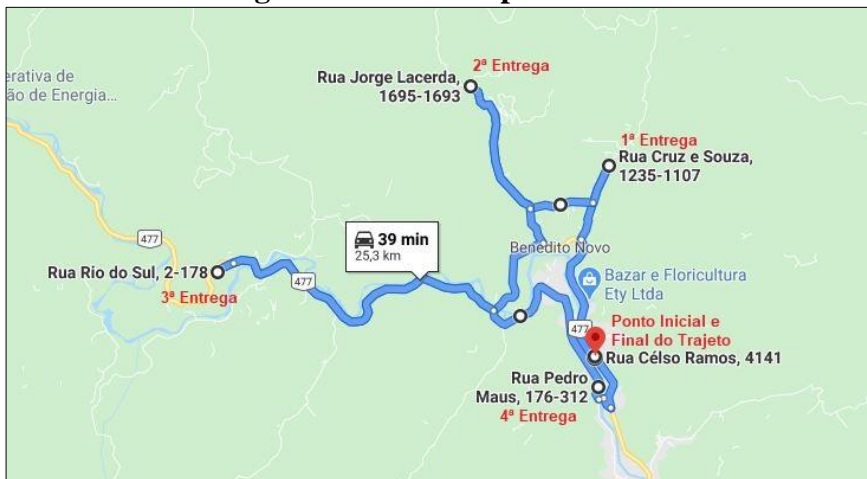 2ª Entrega
Rua Jorge Lacerda,
1695-1693
erativa de
ão de Energia...
1ª Entrega
Rua Cruz e Souza,
1235-1107
477
39 min
25,3 km
Benedito Novo
Rua Rio do Sul, 2-178
3ª Entrega
477
Bazar e Floricultura
Ety Ltda
477
Ponto Inicial e
Final do Trajeto
Rua Célso Ramos, 4141
Rua Pedro
Maus, 176-312
4ª Entrega